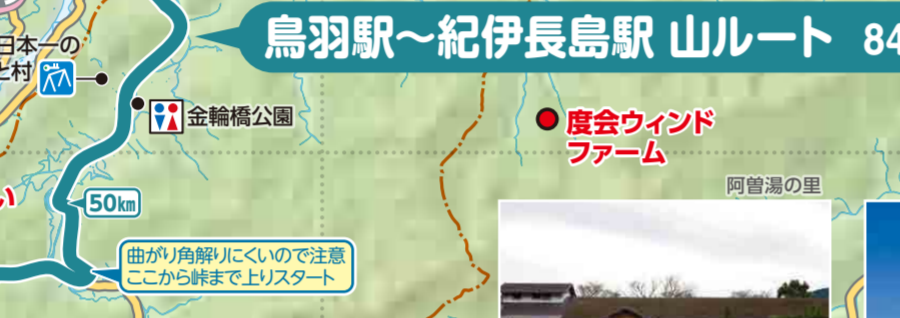 鳥羽駅～紀伊長島駅 山ルート 84
日本一の
と村
金輪橋公園
度会ウィンド
ファーム
阿曽湯の里
い
50km
曲がり角解りにくいので注意
ここから峠まで上りスタート